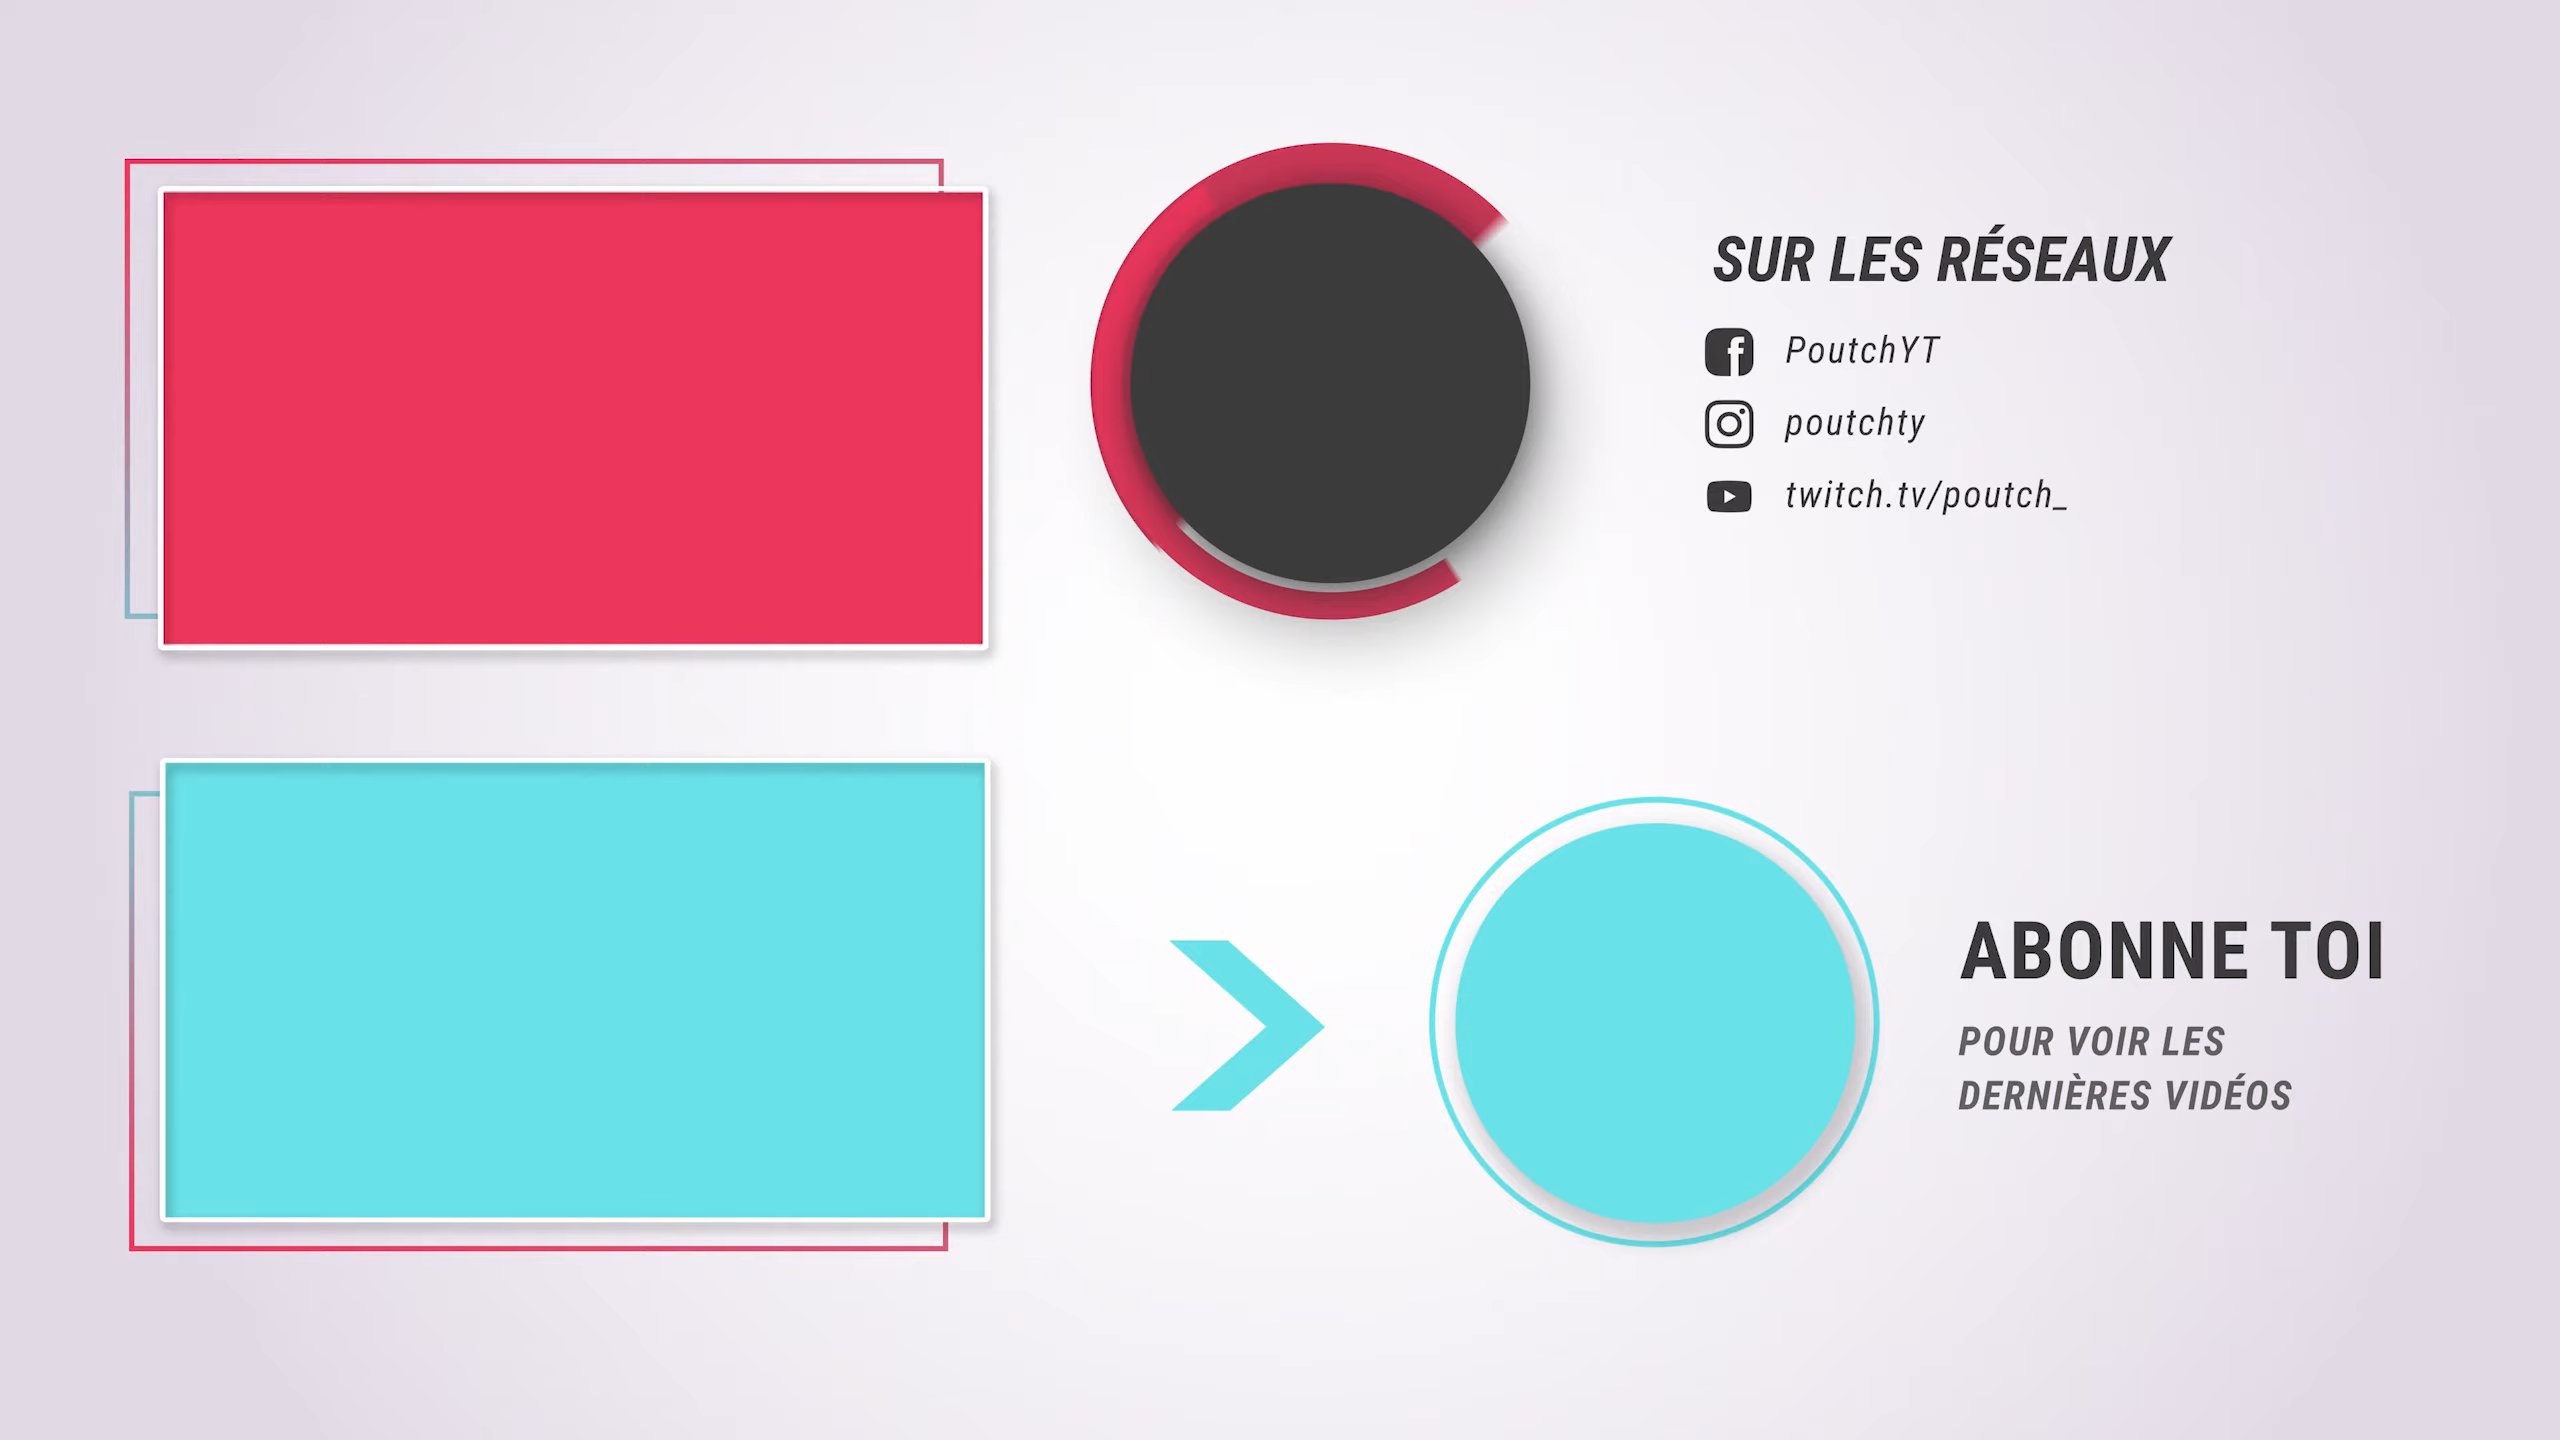 SUR LES RÉSEAUX
PoutchYT
poutchty
twitch.tv/poutch_
ABONNE TOI
POUR VOIR LES
DERNIÈRES VIDÉOS